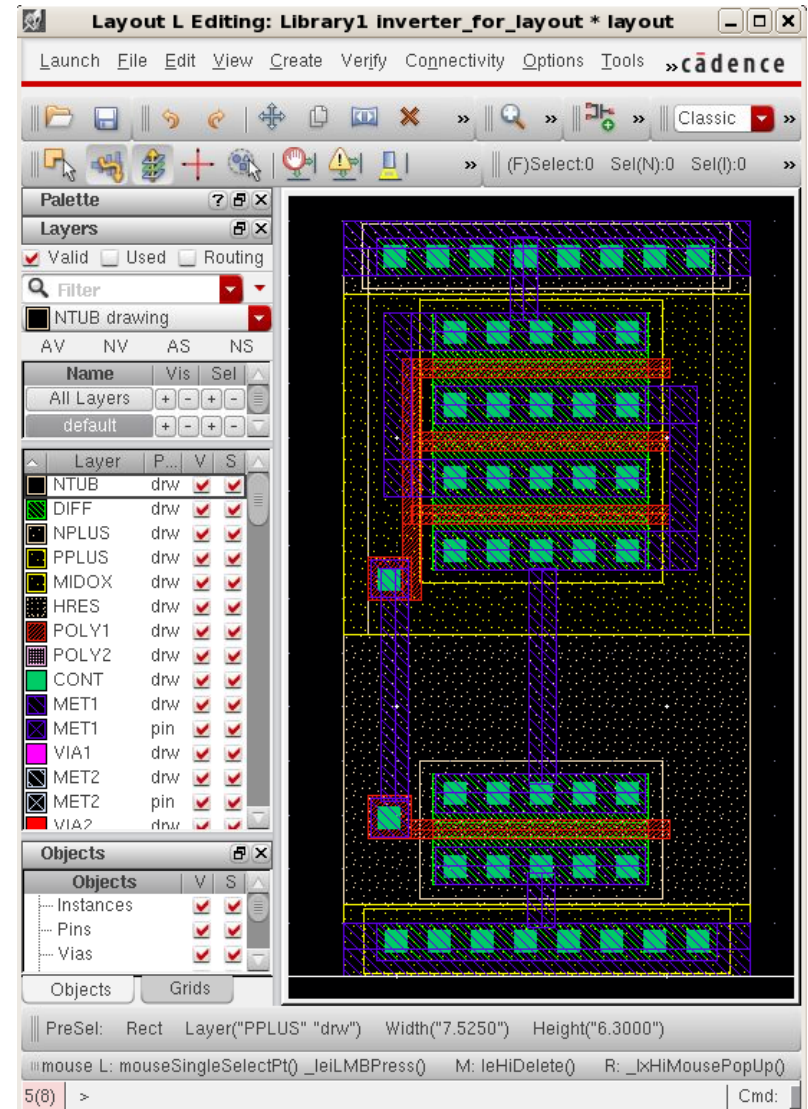 Layout L Editing: Library1 inverter_for_layout * layout
Launch File Edit View Create Verify Connectivity Options Tools » cādence
» » » Classic »
» (F)Select:0 Sel(N):0 Sel(I):0 »
Palette
Layers
Valid Used Routing
Filter
NTUB drawing
AV NV AS NS
Name Vis Sel
All Layers + - + -
default + - + -
Layer P... V S
NTUB drw
DIFF drw
NPLUS drw
PPLUS drw
MIDOX drw
HRES drw
POLY1 drw
POLY2 drw
CONT drw
MET1 drw
MET1 pin
VIA1 drw
MET2 drw
MET2 pin
VIA2 drw
Objects
Objects V S
Instances
Pins
Vias
Objects Grids
PreSel: Rect Layer("PPLUS" "drw") Width("7.5250") Height("6.3000")
mouse L: mouseSingleSelectPt() _leiLMBPress() M: leHiDelete() R: _lxHiMousePopUp()
5(8) > Cmd: